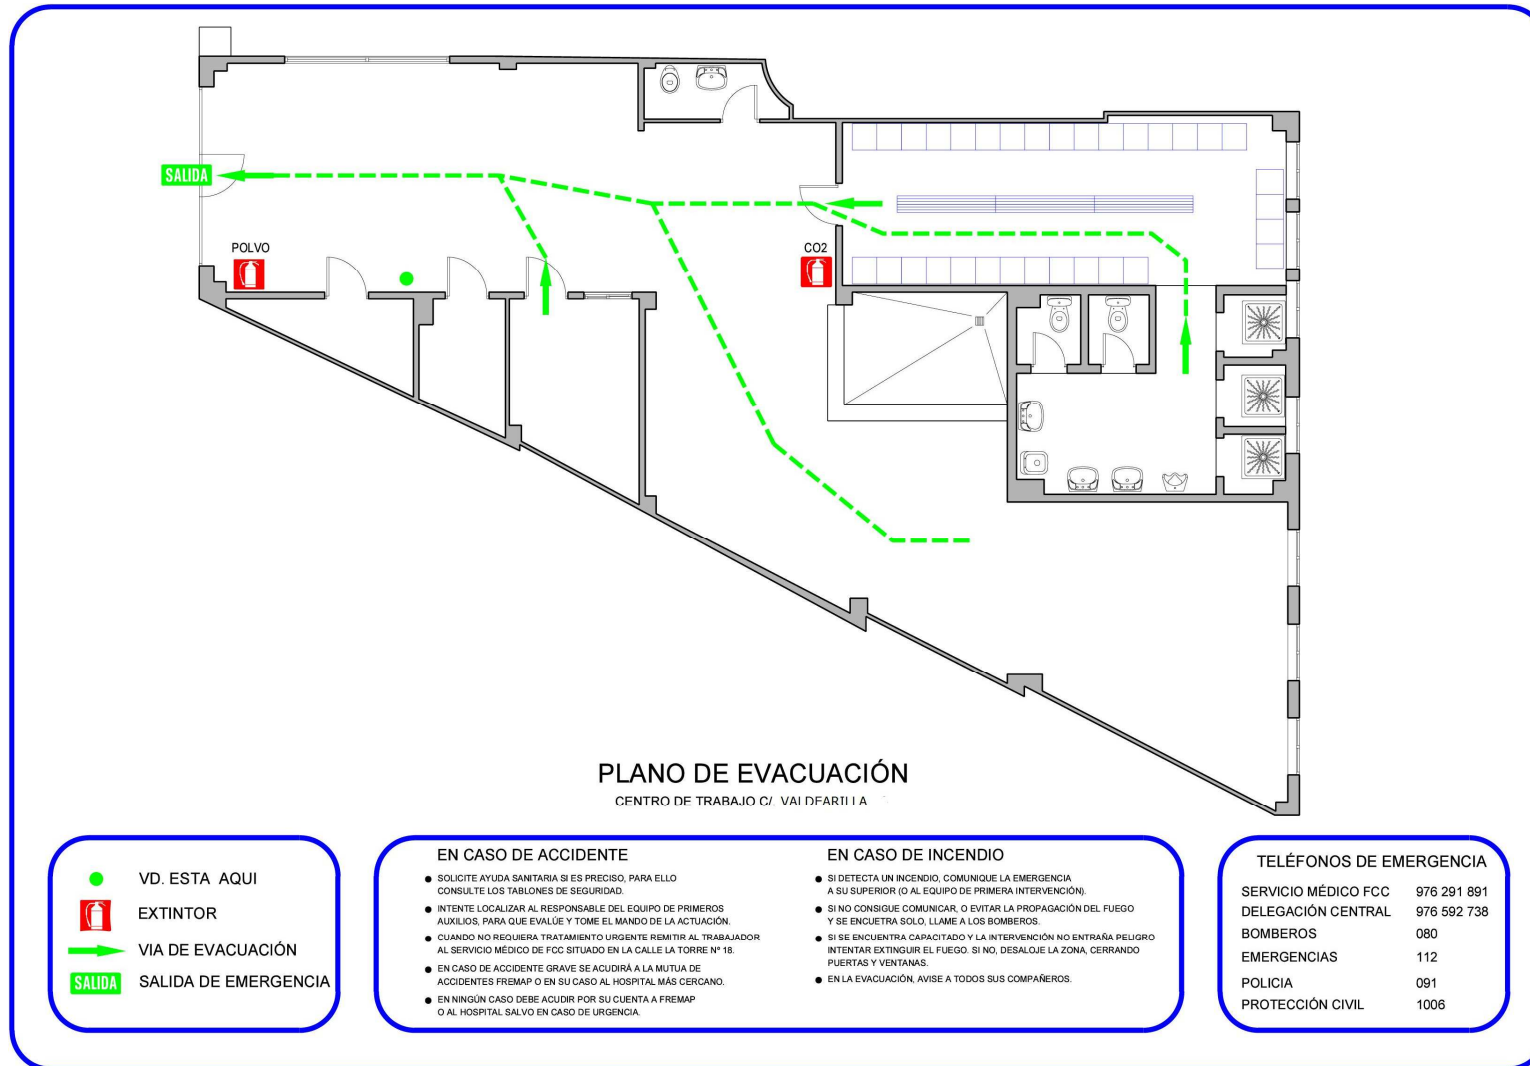 SALIDA
POLVO
CO2
PLANO DE EVACUACIÓN
CENTRO DE TRABAJO C/. VALDEARILLA
VD. ESTA AQUI
EXTINTOR
VIA DE EVACUACIÓN
SALIDA
SALIDA DE EMERGENCIA
EN CASO DE ACCIDENTE
SOLICITE AYUDA SANITARIA SI ES PRECISO, PARA ELLO
CONSULTE LOS TABLONES DE SEGURIDAD.
INTENTE LOCALIZAR AL RESPONSABLE DEL EQUIPO DE PRIMEROS
AUXILIOS, PARA QUE EVALÚE Y TOME EL MANDO DE LA ACTUACIÓN.
CUANDO NO REQUIERA TRATAMIENTO URGENTE REMITIR AL TRABAJADOR
AL SERVICIO MÉDICO DE FCC SITUADO EN LA CALLE LA TORRE Nº 18.
EN CASO DE ACCIDENTE GRAVE SE ACUDIRÁ A LA MUTUA DE
ACCIDENTES FREMAP O EN SU CASO AL HOSPITAL MÁS CERCANO.
EN NINGÚN CASO DEBE ACUDIR POR SU CUENTA A FREMAP
O AL HOSPITAL SALVO EN CASO DE URGENCIA.
EN CASO DE INCENDIO
SI DETECTA UN INCENDIO, COMUNIQUE LA EMERGENCIA
A SU SUPERIOR (O AL EQUIPO DE PRIMERA INTERVENCIÓN).
SI NO CONSIGUE COMUNICAR, O EVITAR LA PROPAGACIÓN DEL FUEGO
Y SE ENCUETRA SOLO, LLAME A LOS BOMBEROS.
SI SE ENCUENTRA CAPACITADO Y LA INTERVENCIÓN NO ENTRAÑA PELIGRO
INTENTAR EXTINGUIR EL FUEGO. SI NO, DESALOJE LA ZONA, CERRANDO
PUERTAS Y VENTANAS.
EN LA EVACUACIÓN, AVISE A TODOS SUS COMPAÑEROS.
TELÉFONOS DE EMERGENCIA
SERVICIO MÉDICO FCC 976 291 891
DELEGACIÓN CENTRAL 976 592 738
BOMBEROS 080
EMERGENCIAS 112
POLICIA 091
PROTECCIÓN CIVIL 1006